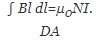 ∫ Bl dl=μ₀NI.
DA